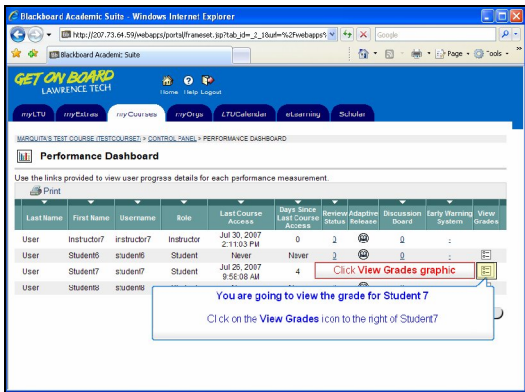 Blackboard Academic Suite - Windows Internet Explorer
http://207.73.64.59/webapps/portal/frameset.jsp?tab_id=_2_1&url=%2Fwebapps
Google
Blackboard Academic Suite
Page
Tools
GET ON BOARD
LAWRENCE TECH
Home Help Logout
myLTU myExtras myCourses myOrgs LTUCalendar eLearning Scholar
MARQUITA'S TEST COURSE (TESTCOURSE7) > CONTROL PANEL > PERFORMANCE DASHBOARD
Performance Dashboard
Use the links provided to view user progress details for each performance measurement.
Print
Last Name First Name Username Role Last Course Access Days Since Last Course Access Review Status Adaptive Release Discussion Board Early Warning System View Grades
User Instructor7 instructor7 Instructor Jul 30, 2007 2:11:03 PM 0 0 -
User Student6 student6 Student Never Never 0 -
User Student7 student7 Student Jul 26, 2007 9:58:08 AM 4
Click View Grades graphic
User Student8 student8
You are going to view the grade for Student 7
Click on the View Grades icon to the right of Student7